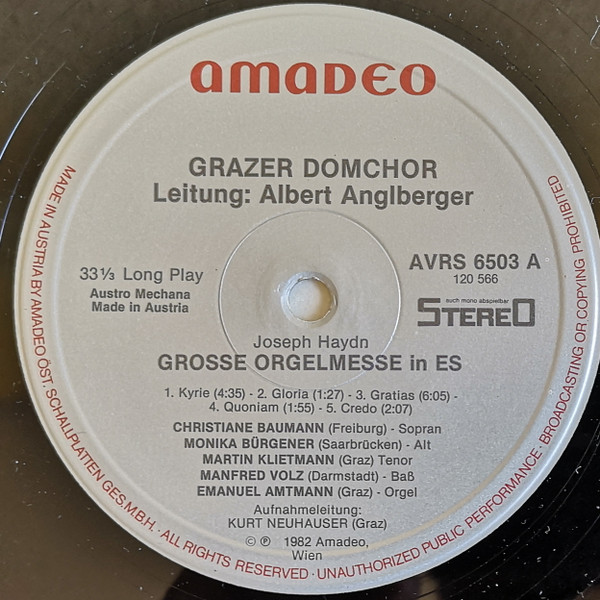 amaDEO
GRAZER DOMCHOR
Leitung: Albert Anglberger
33⅓ Long Play
Austro Mechana
Made in Austria
AVRS 6503 A
120 566
auch mono abspielbar
STEREO
Joseph Haydn
GROSSE ORGELMESSE in ES
1. Kyrie (4:35) - 2. Gloria (1:27) - 3. Gratias (6:05) -
4. Quoniam (1:55) - 5. Credo (2:07)
CHRISTIANE BAUMANN (Freiburg) - Sopran
MONIKA BÜRGENER (Saarbrücken) - Alt
MARTIN KLIETMANN (Graz) Tenor
MANFRED VOLZ (Darmstadt) - Baß
EMANUEL AMTMANN (Graz) - Orgel
Aufnahmeleitung:
KURT NEUHAUSER (Graz)
© ℗ 1982 Amadeo,
Wien
MADE IN AUSTRIA BY AMADEO ÖST. SCHALLPLATTEN GES.M.B.H. · ALL RIGHTS RESERVED · UNAUTHORIZED PUBLIC PERFORMANCE · BROADCASTING OR COPYING PROHIBITED